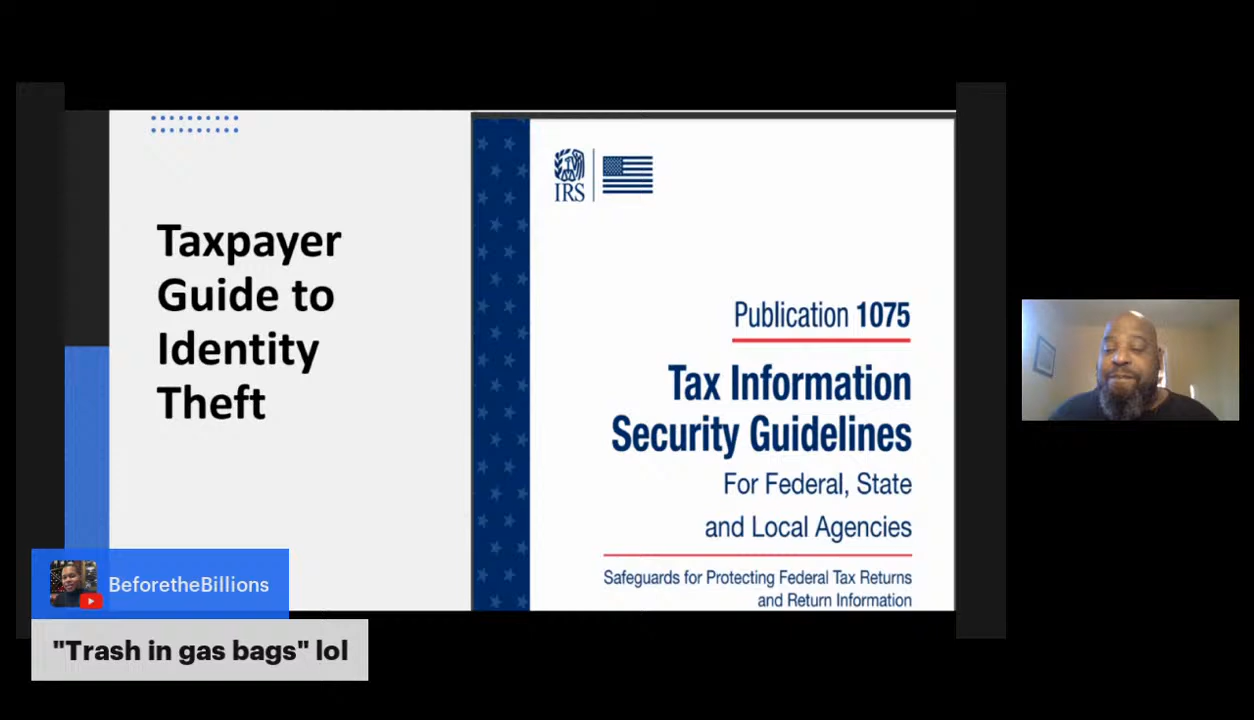 Taxpayer
Guide to
Identity
Theft
IRS
Publication 1075
Tax Information
Security Guidelines
For Federal, State
and Local Agencies
Safeguards for Protecting Federal Tax Returns
and Return Information
BeforetheBillions
"Trash in gas bags" lol